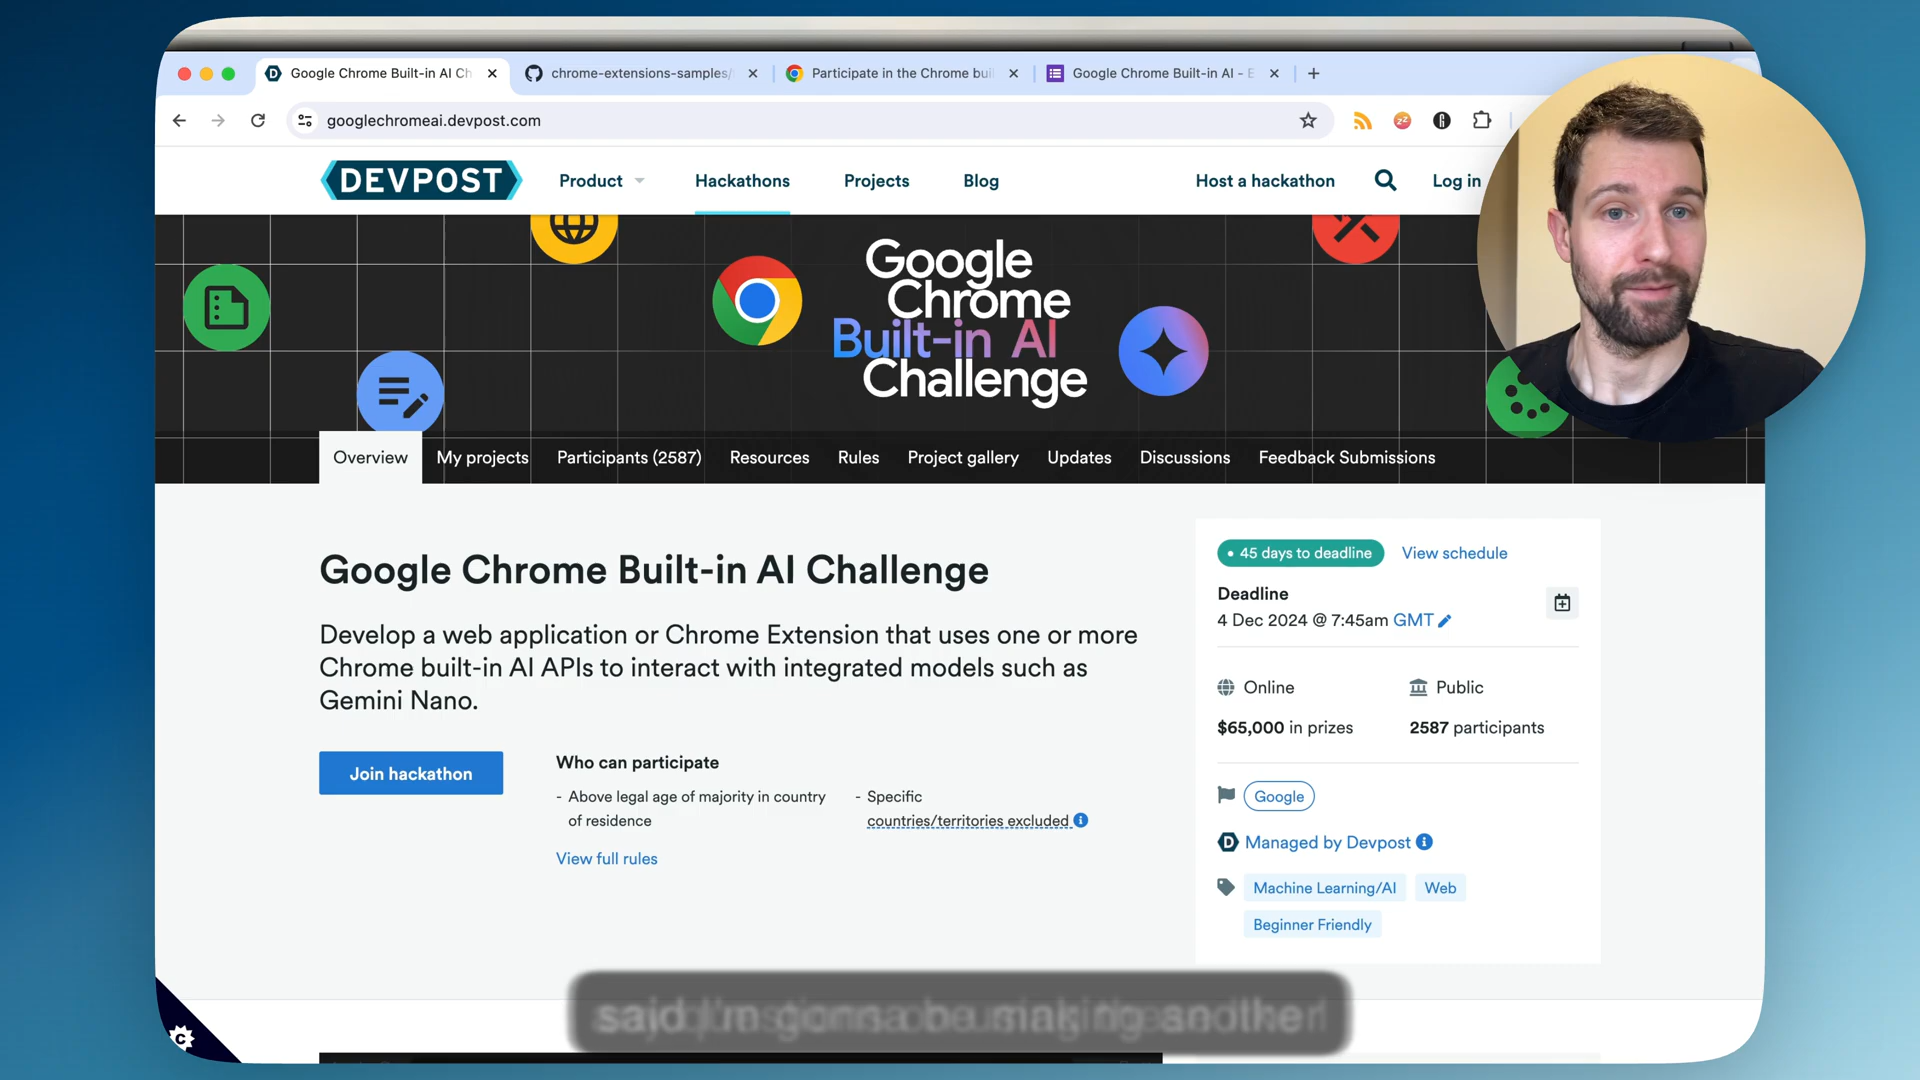 Google Chrome Built-in AI Ch
chrome-extensions-samples/
Participate in the Chrome bui
Google Chrome Built-in AI - E
googlechromeai.devpost.com
DEVPOST
Product
Hackathons
Projects
Blog
Host a hackathon
Log in
Google
Chrome
Built-in AI
Challenge
Overview
My projects
Participants (2587)
Resources
Rules
Project gallery
Updates
Discussions
Feedback Submissions
Google Chrome Built-in AI Challenge
Develop a web application or Chrome Extension that uses one or more
Chrome built-in AI APIs to interact with integrated models such as
Gemini Nano.
Join hackathon
Who can participate
- Above legal age of majority in country
of residence
- Specific
countries/territories excluded
View full rules
• 45 days to deadline
View schedule
Deadline
4 Dec 2024 @ 7:45am GMT
Online
Public
$65,000 in prizes
2587 participants
Google
Managed by Devpost
Machine Learning/AI
Web
Beginner Friendly
said I'm gonna be making another